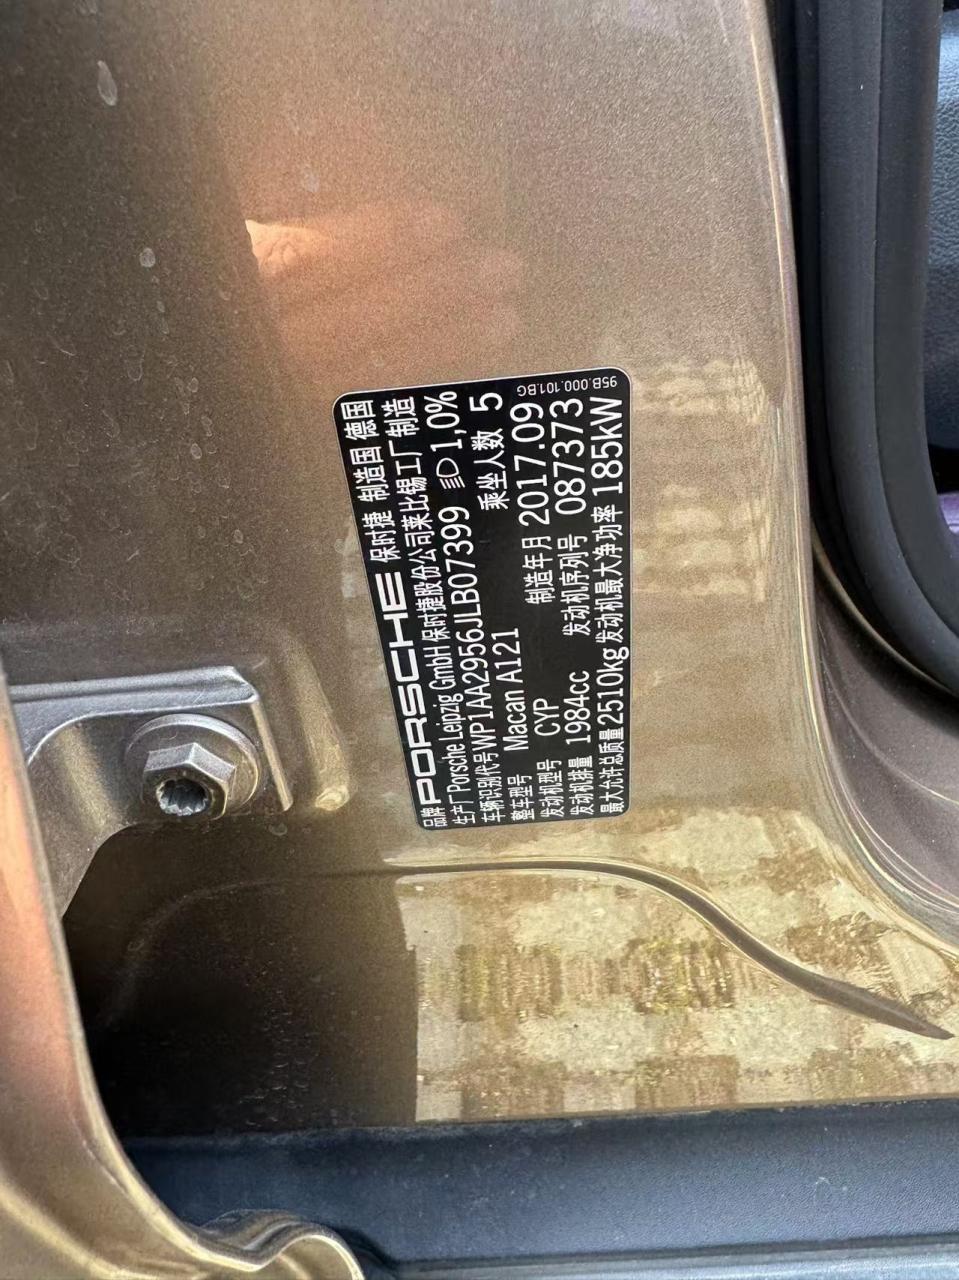 品牌 PORSCHE 保时捷 制造国 德国
生产厂 Porsche Leipzig GmbH 保时捷股份公司莱比锡工厂 制造
车辆识别代号 WP1AA2956JLB07399 1,0%
整车型号 Macan A121 乘坐人数 5
发动机型号 CYP 制造年月 2017.09
发动机排量 1984cc 发动机序列号 087373
最大允许总质量 2510kg 发动机最大净功率 185kW
95B.000.101.BG